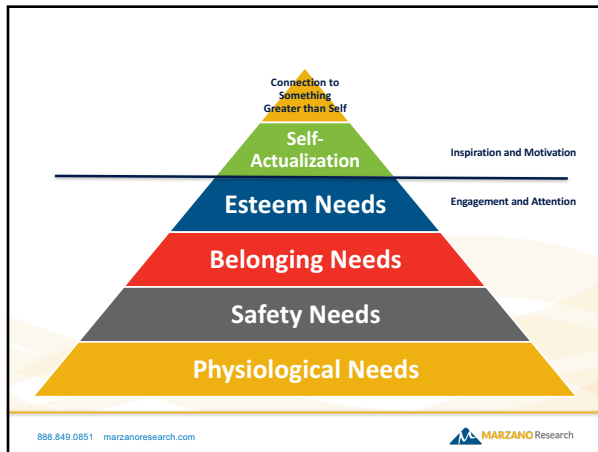 Connection to
Something
Greater than Self
Self-
Actualization
Inspiration and Motivation
Esteem Needs
Engagement and Attention
Belonging Needs
Safety Needs
Physiological Needs
888.849.0851 marzanoresearch.com
MARZANO Research